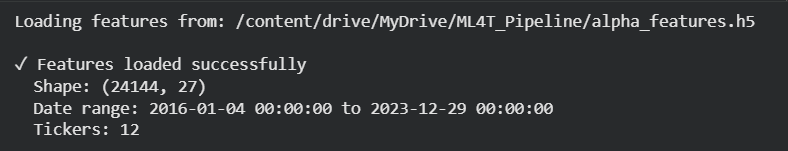 Loading features from: /content/drive/MyDrive/ML4T_Pipeline/alpha_features.h5
✓ Features loaded successfully
Shape: (24144, 27)
Date range: 2016-01-04 00:00:00 to 2023-12-29 00:00:00
Tickers: 12